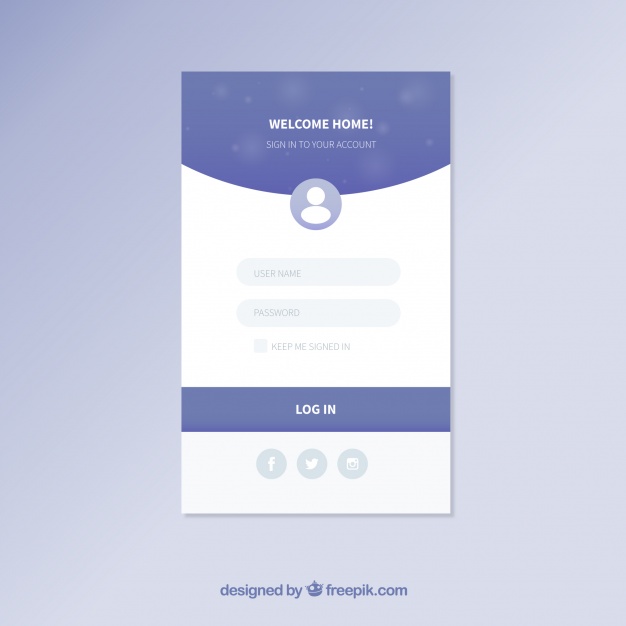 WELCOME HOME!
SIGN IN TO YOUR ACCOUNT
USER NAME
PASSWORD
KEEP ME SIGNED IN
LOG IN
designed by freepik.com